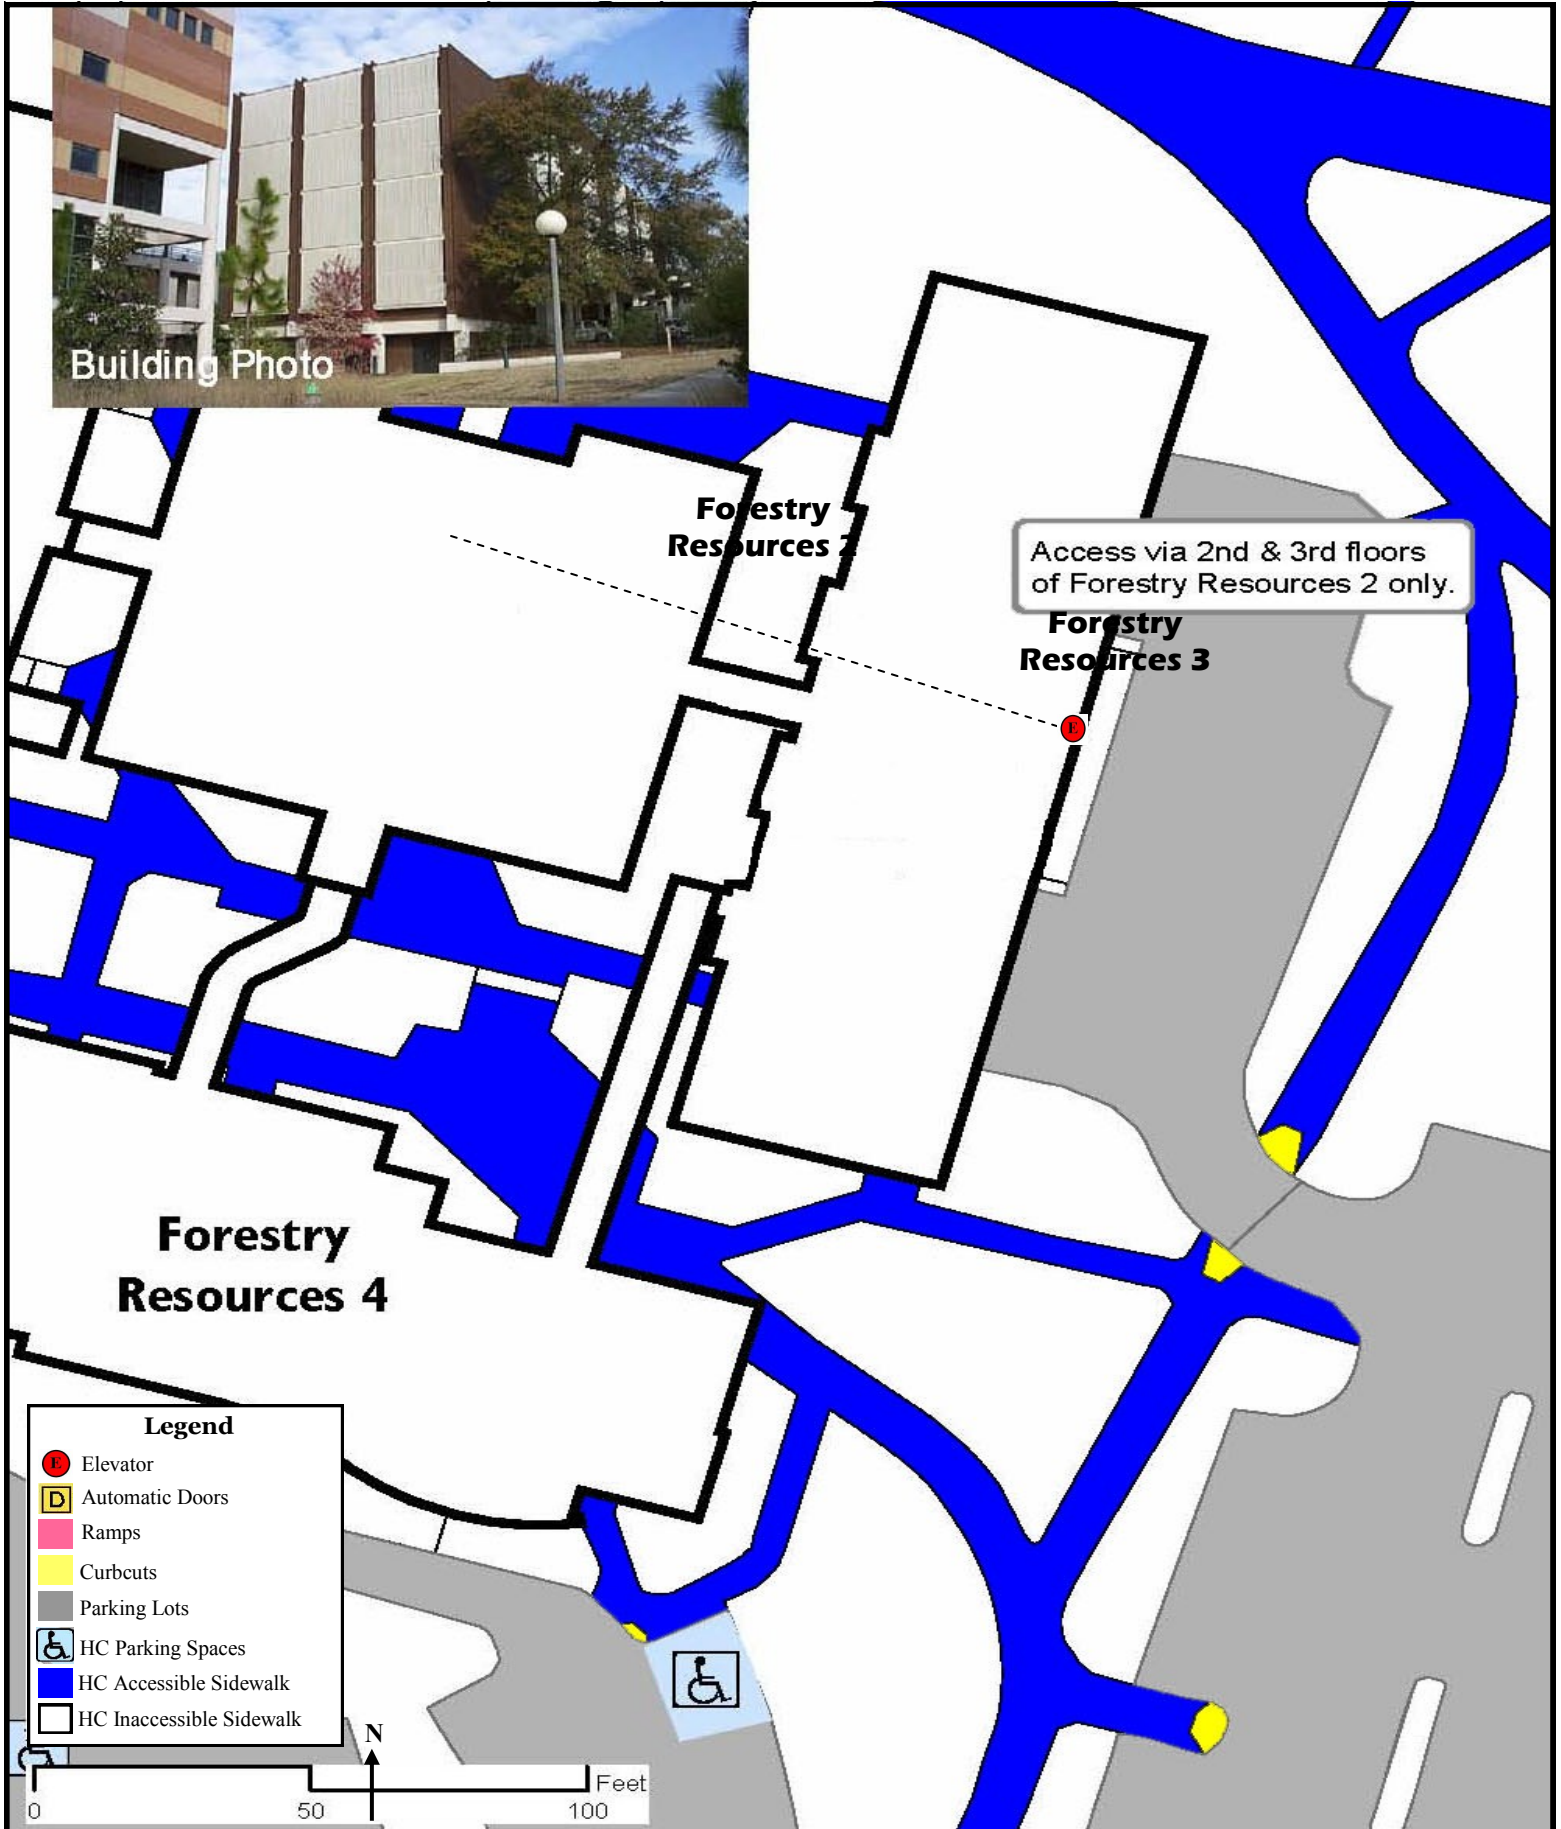 Building Photo
Forestry
Resources 2
Access via 2nd & 3rd floors
of Forestry Resources 2 only.
Forestry
Resources 3
E
Forestry
Resources 4
Legend
E Elevator
D Automatic Doors
Ramps
Curbcuts
Parking Lots
HC Parking Spaces
HC Accessible Sidewalk
HC Inaccessible Sidewalk
N
Feet
0 50 100